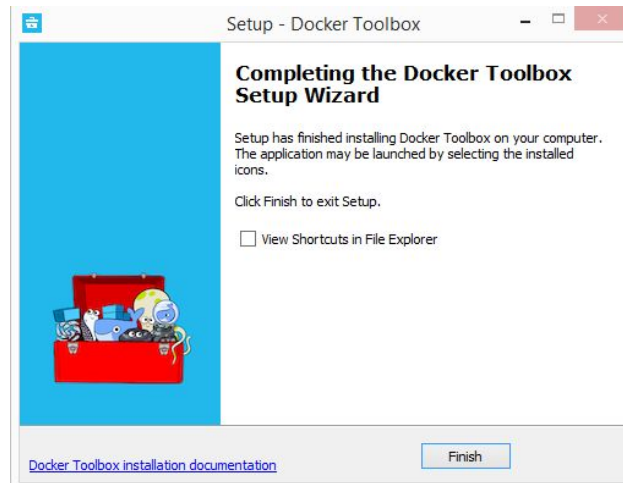 Setup - Docker Toolbox
Completing the Docker Toolbox
Setup Wizard
Setup has finished installing Docker Toolbox on your computer.
The application may be launched by selecting the installed
icons.
Click Finish to exit Setup.
View Shortcuts in File Explorer
Docker Toolbox installation documentation
Finish